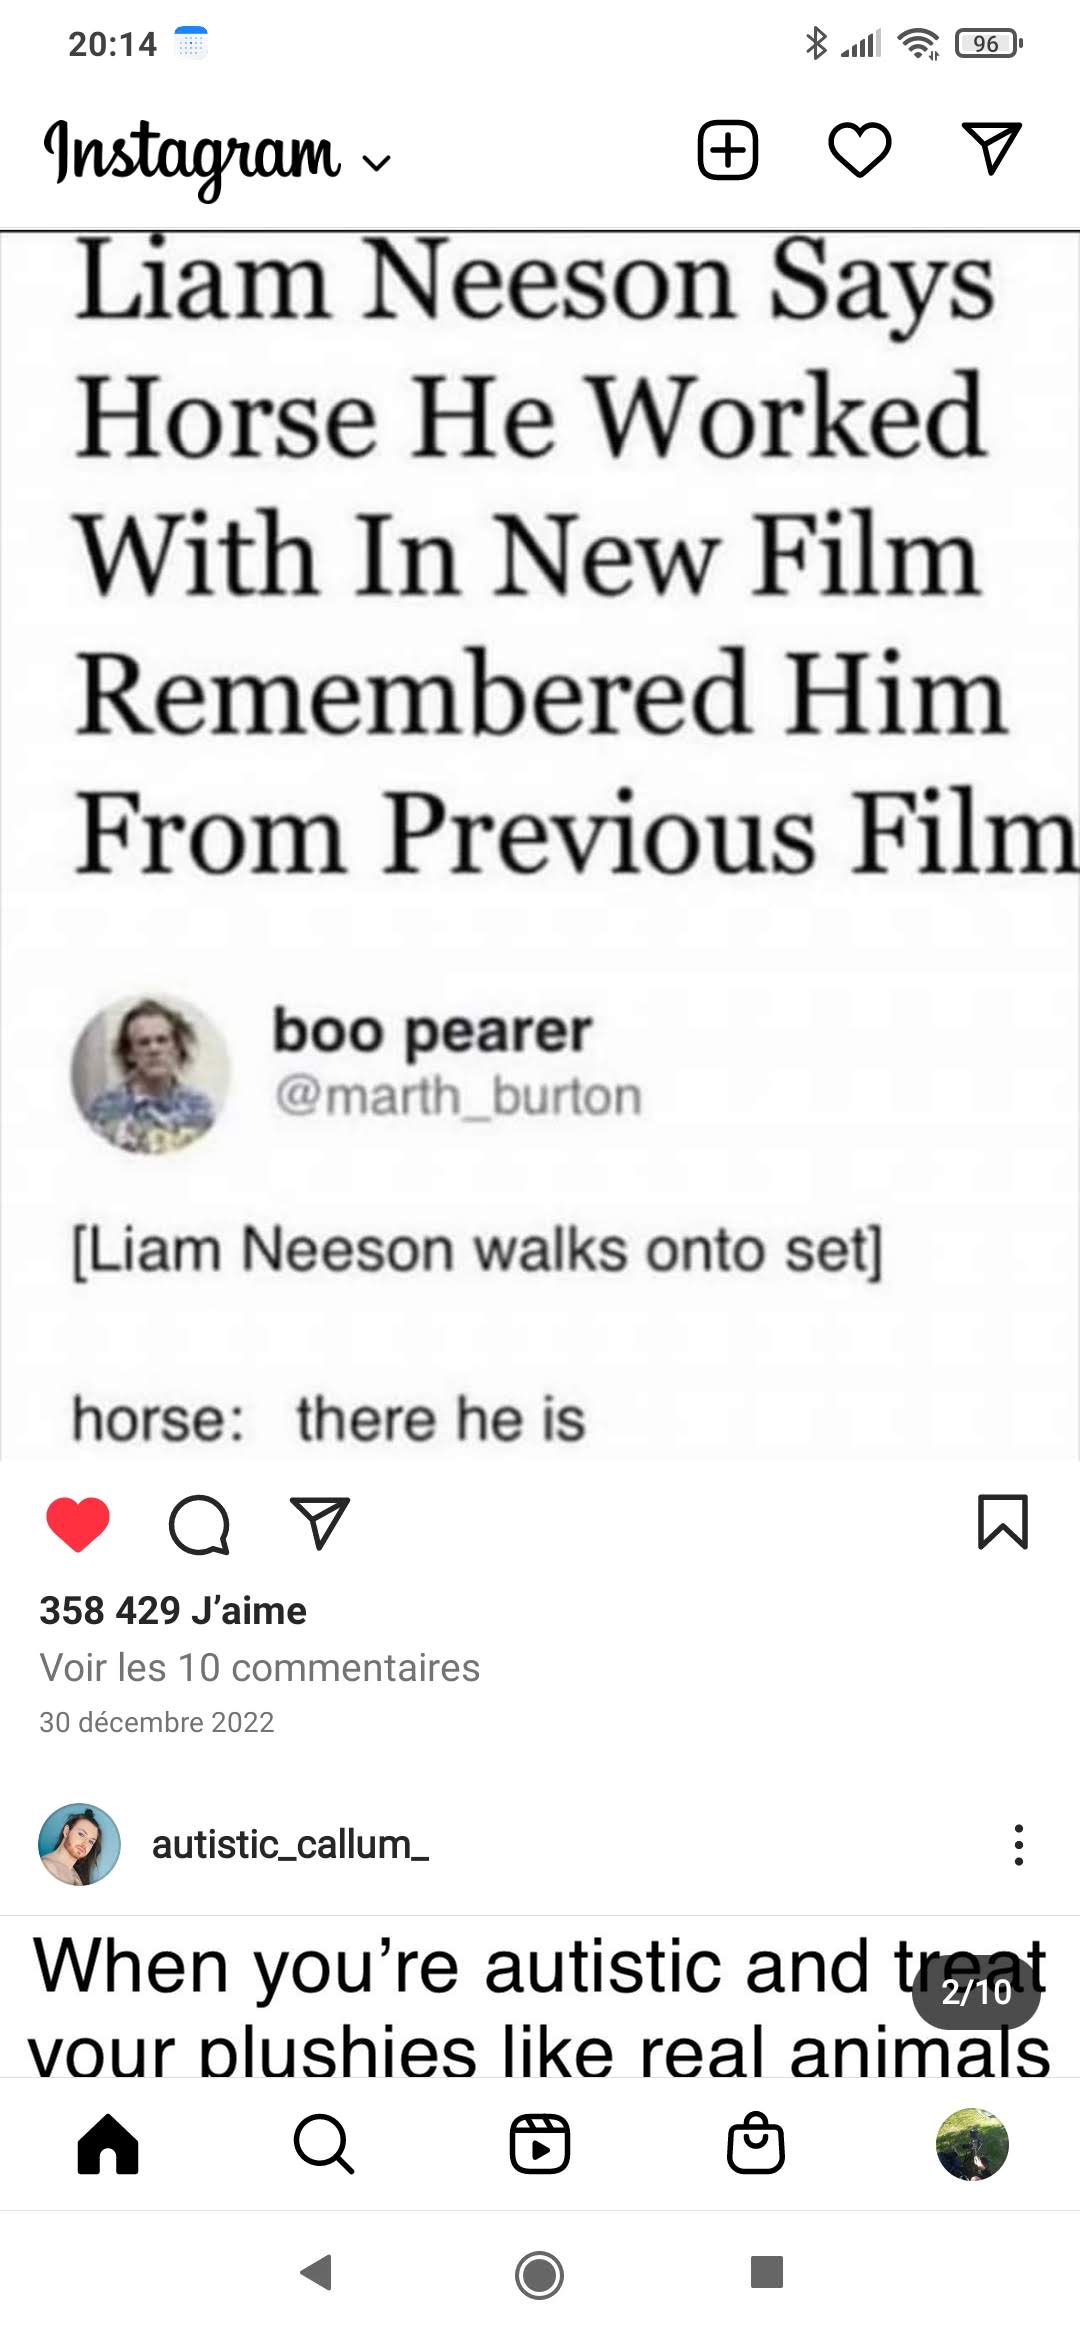 20:14
96
Instagram
Liam Neeson Says
Horse He Worked
With In New Film
Remembered Him
From Previous Film
boo pearer
@marth_burton
[Liam Neeson walks onto set]
horse: there he is
358 429 J’aime
Voir les 10 commentaires
30 décembre 2022
autistic_callum_
When you’re autistic and treat
2/10
your plushies like real animals